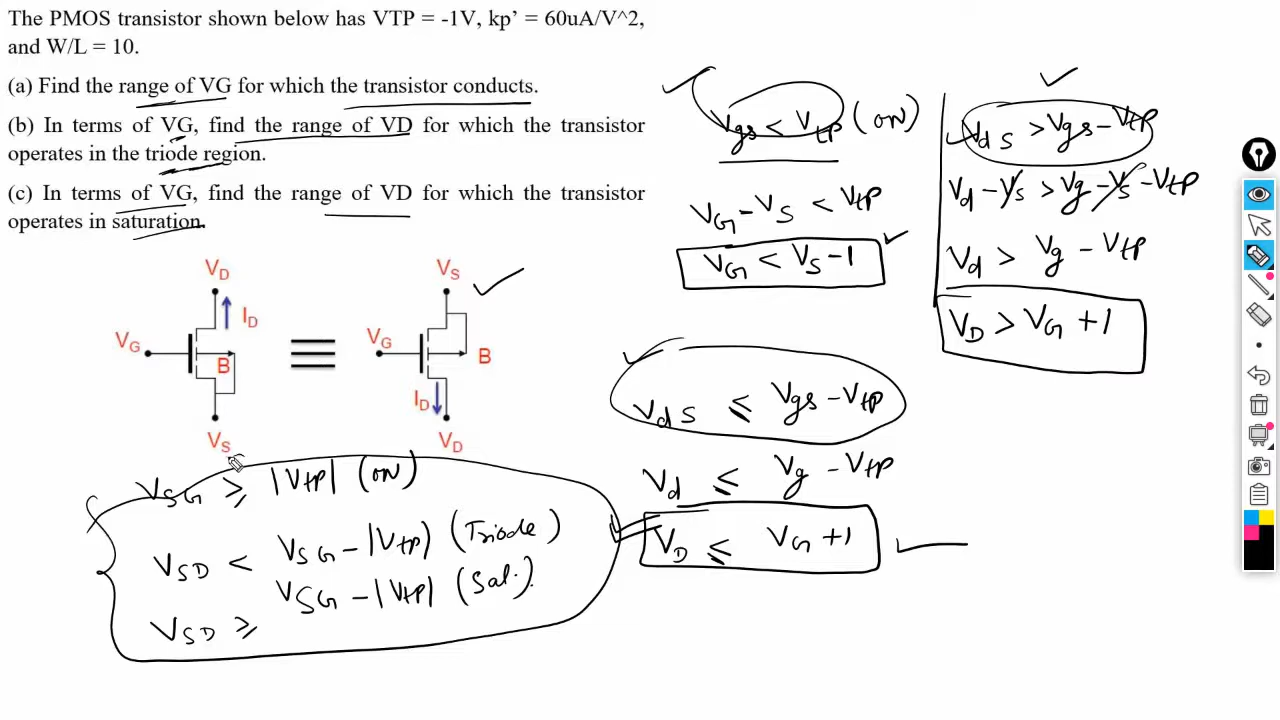 The PMOS transistor shown below has VTP = -1V, kp’ = 60uA/V^2,
and W/L = 10.
(a) Find the range of VG for which the transistor conducts.
(b) In terms of VG, find the range of VD for which the transistor
operates in the triode region.
(c) In terms of VG, find the range of VD for which the transistor
operates in saturation.
VD
ID
VG
B
VS
VS
VG
B
ID
VD
VSG ≥ |Vtp| (ON)
VSD < VSG - |Vtp| (Triode)
VSD ≥ VSG - |Vtp| (Sat.)
Vgs < Vtp (ON)
VG - VS < Vtp
VG < VS - 1
Vds > Vgs - Vtp
Vd - Vs > Vg - Vs - Vtp
Vd > Vg - Vtp
VD > VG + 1
Vds ≤ Vgs - Vtp
Vd ≤ Vg - Vtp
VD ≤ VG + 1